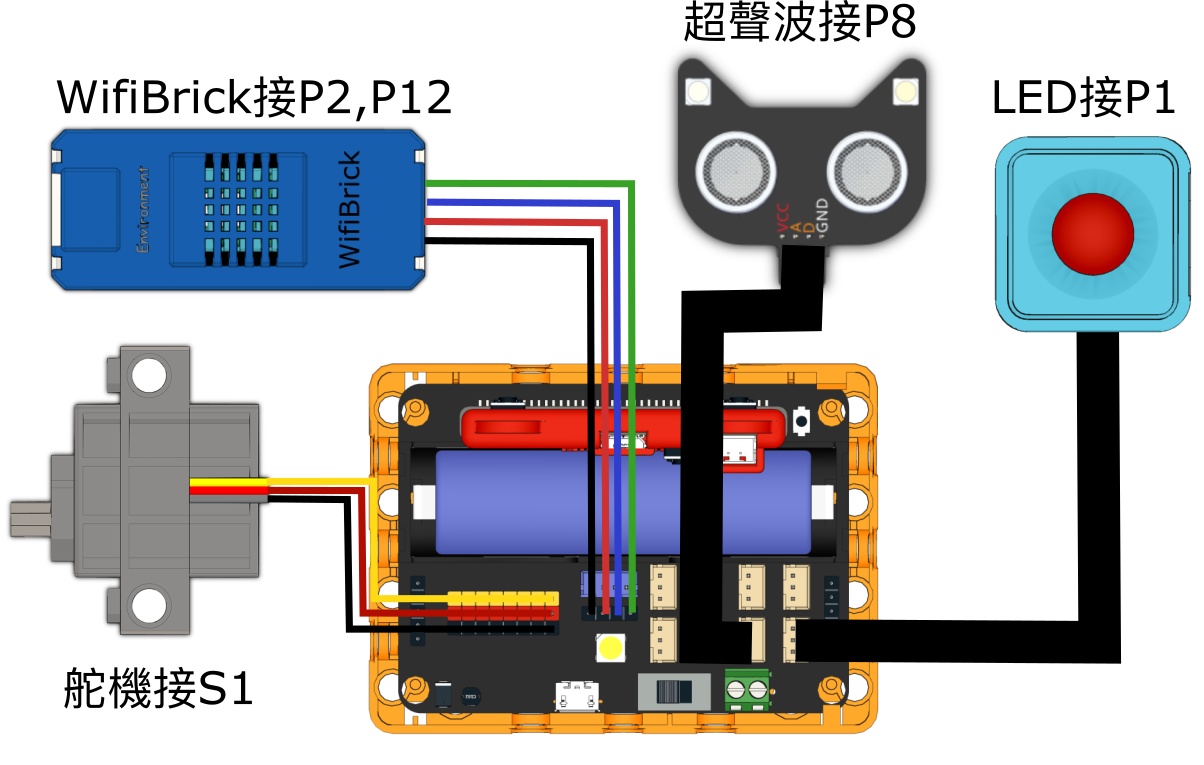 超聲波接P8
WifiBrick接P2,P12
LED接P1
Environment
WifiBrick
VCC
A
D
GND
舵機接S1